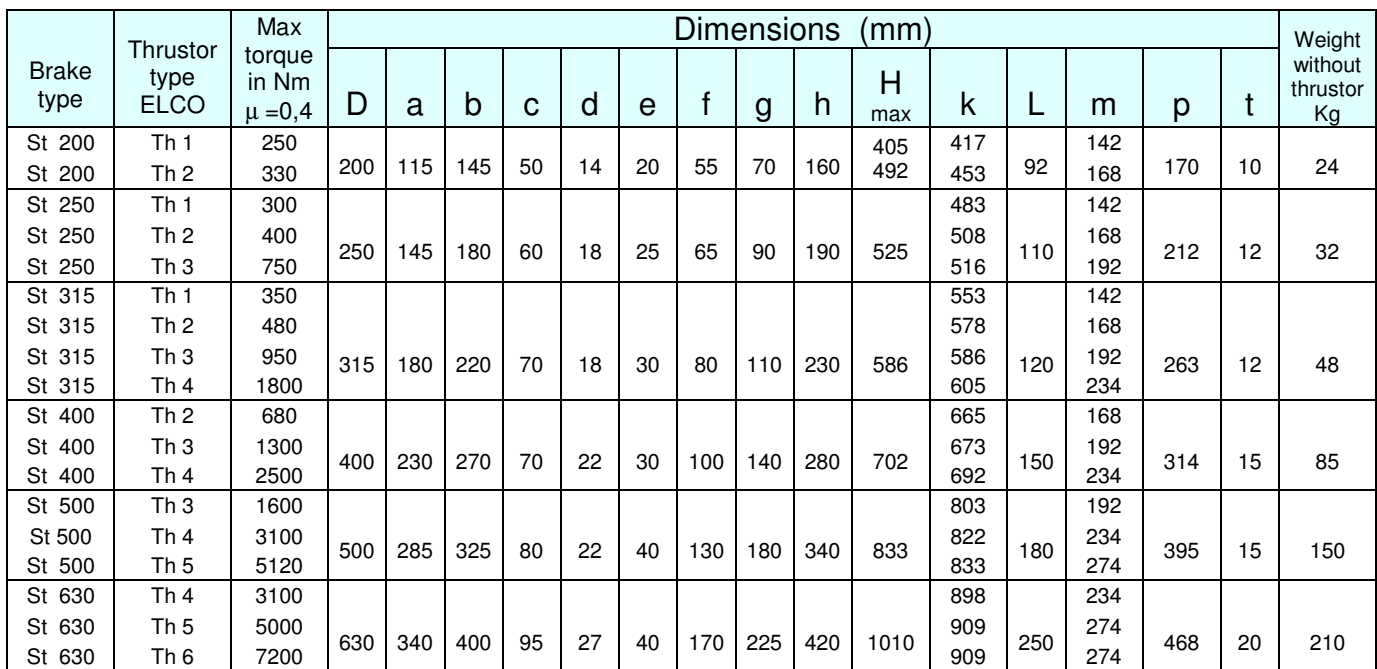 Brake type Thrustor type ELCO Max torque in Nm μ =0,4 Dimensions (mm) Weight without thrustor Kg
D a b c d e f g h H max k L m p t
St 200 Th 1 250 200 115 145 50 14 20 55 70 160 405 417 92 142 170 10 24
St 200 Th 2 330 492 453 168
St 250 Th 1 300 483 142
St 250 Th 2 400 250 145 180 60 18 25 65 90 190 525 508 110 168 212 12 32
St 250 Th 3 750 516 192
St 315 Th 1 350 553 142
St 315 Th 2 480 578 168
St 315 Th 3 950 315 180 220 70 18 30 80 110 230 586 586 120 192 263 12 48
St 315 Th 4 1800 605 234
St 400 Th 2 680 665 168
St 400 Th 3 1300 400 230 270 70 22 30 100 140 280 702 673 150 192 314 15 85
St 400 Th 4 2500 692 234
St 500 Th 3 1600 803 192
St 500 Th 4 3100 500 285 325 80 22 40 130 180 340 833 822 180 234 395 15 150
St 500 Th 5 5120 833 274
St 630 Th 4 3100 898 234
St 630 Th 5 5000 630 340 400 95 27 40 170 225 420 1010 909 250 274 468 20 210
St 630 Th 6 7200 909 274